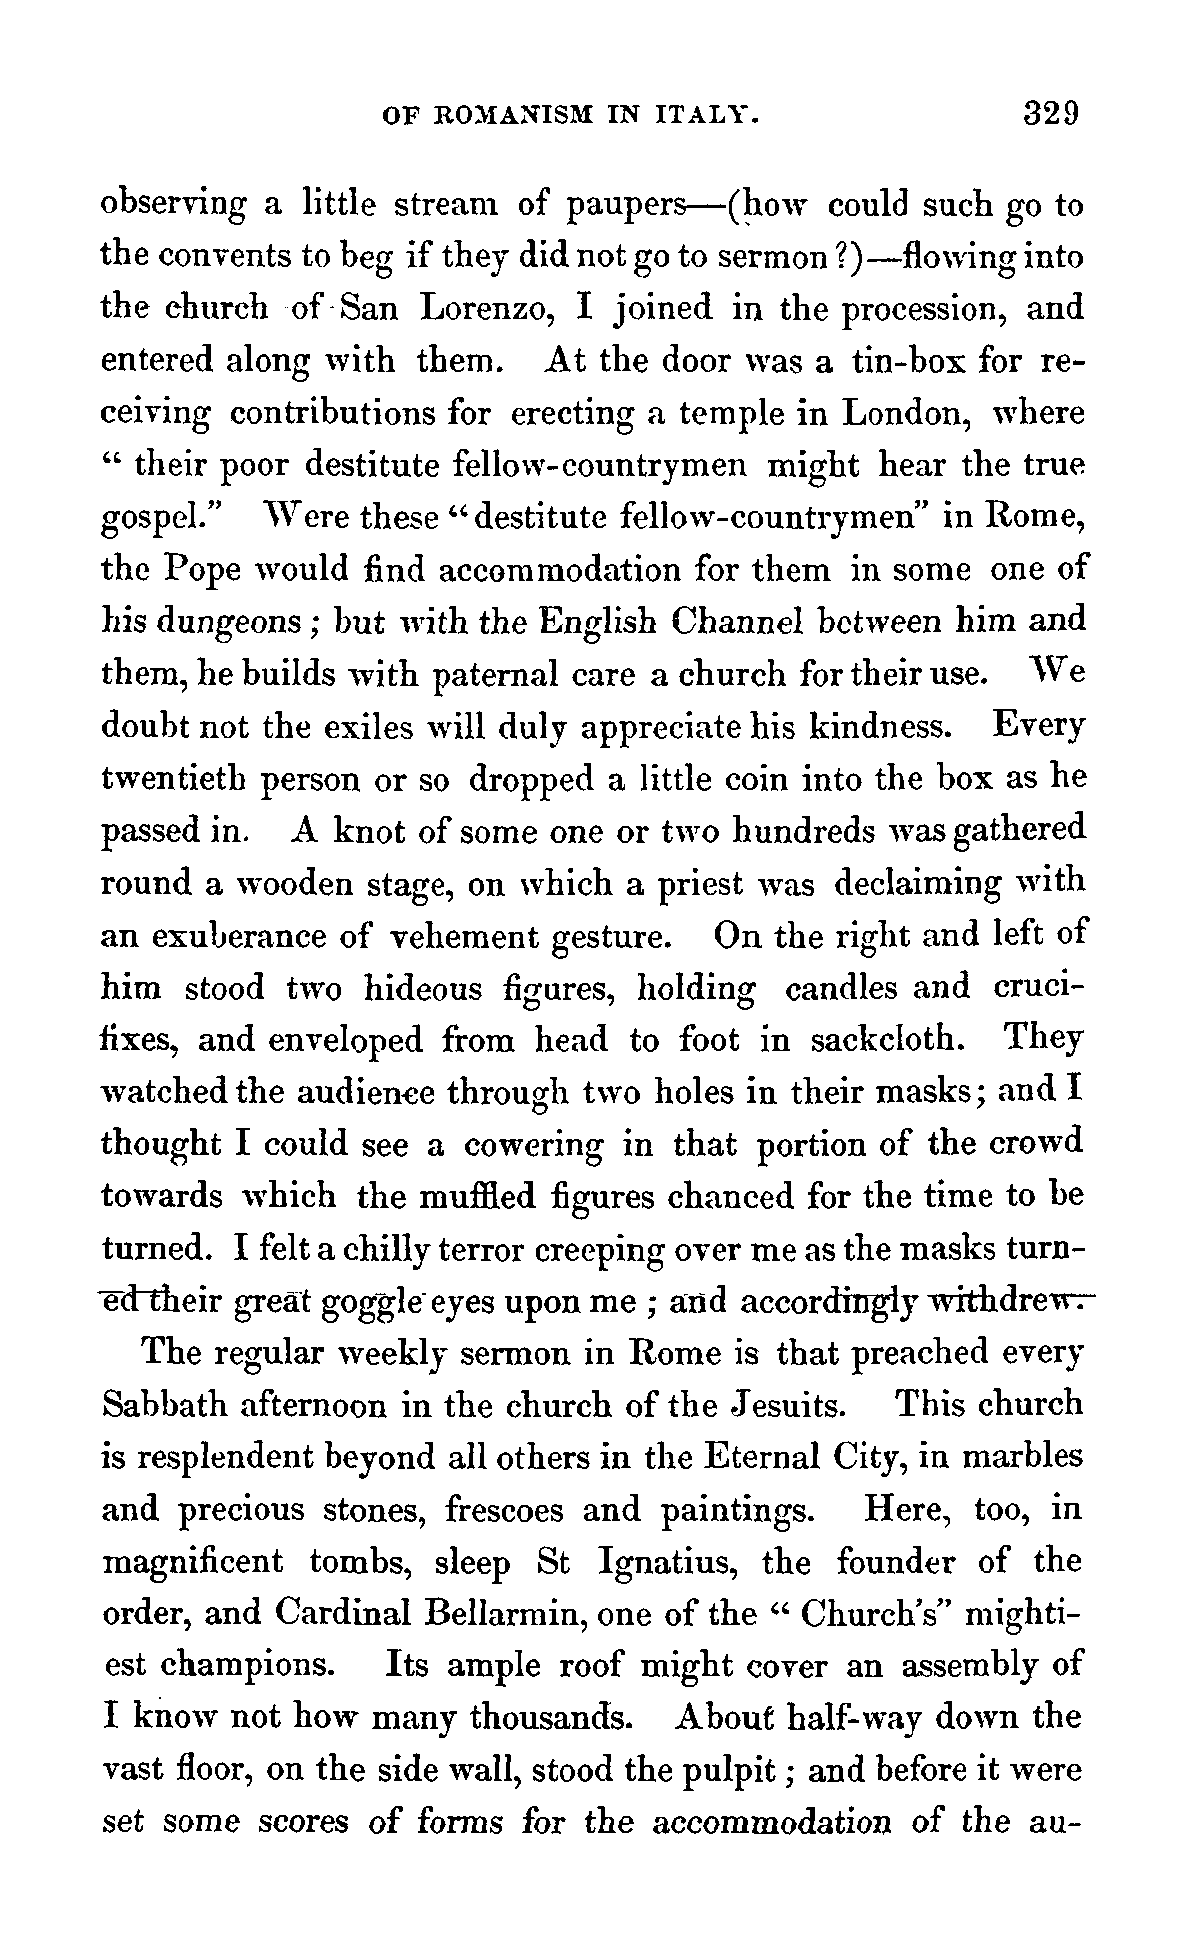 OF ROMANISM IN ITALY. 329
observing a little stream of paupers—(how could such go to
the convents to beg if they did not go to sermon?)—flowing into
the church of San Lorenzo, I joined in the procession, and
entered along with them. At the door was a tin-box for re-
ceiving contributions for erecting a temple in London, where
“ their poor destitute fellow-countrymen might hear the true
gospel.” Were these “destitute fellow-countrymen” in Rome,
the Pope would find accommodation for them in some one of
his dungeons; but with the English Channel between him and
them, he builds with paternal care a church for their use. We
doubt not the exiles will duly appreciate his kindness. Every
twentieth person or so dropped a little coin into the box as he
passed in. A knot of some one or two hundreds was gathered
round a wooden stage, on which a priest was declaiming with
an exuberance of vehement gesture. On the right and left of
him stood two hideous figures, holding candles and cruci-
fixes, and enveloped from head to foot in sackcloth. They
watched the audience through two holes in their masks; and I
thought I could see a cowering in that portion of the crowd
towards which the muffled figures chanced for the time to be
turned. I felt a chilly terror creeping over me as the masks turn-
ed their great goggle eyes upon me; and accordingly withdrew.
The regular weekly sermon in Rome is that preached every
Sabbath afternoon in the church of the Jesuits. This church
is resplendent beyond all others in the Eternal City, in marbles
and precious stones, frescoes and paintings. Here, too, in
magnificent tombs, sleep St Ignatius, the founder of the
order, and Cardinal Bellarmin, one of the “ Church's” mighti-
est champions. Its ample roof might cover an assembly of
I know not how many thousands. About half-way down the
vast floor, on the side wall, stood the pulpit; and before it were
set some scores of forms for the accommodation of the au-